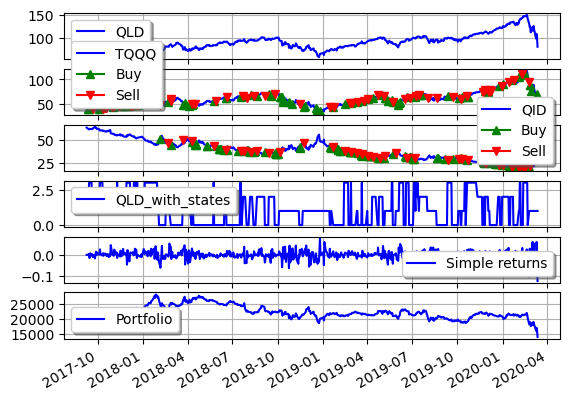 150
100
QLD
TQQQ
Buy
Sell
100
50
QID
Buy
Sell
50
25
2.5
0.0
QLD_with_states
0.0
−0.1
Simple returns
25000
20000
15000
Portfolio
2017-10
2018-01
2018-04
2018-07
2018-10
2019-01
2019-04
2019-07
2019-10
2020-01
2020-04